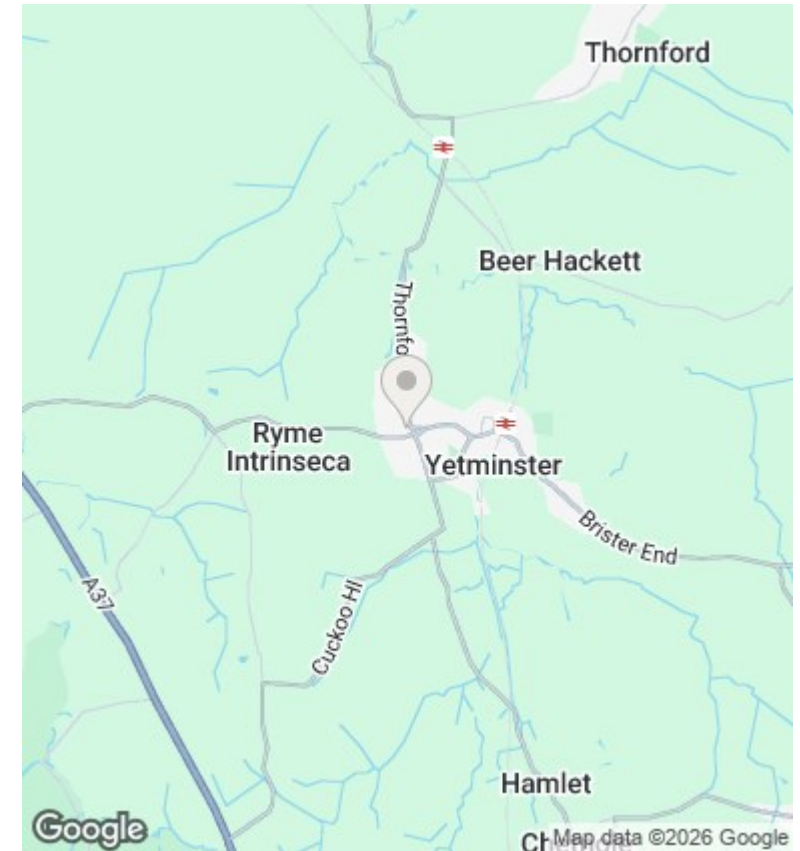 Thornford
Beer Hackett
Thornfo
Ryme
Intrinseca
Yetminster
Brister End
A37
Cuckoo Hl
Hamlet
Google
Map data ©2026 Google